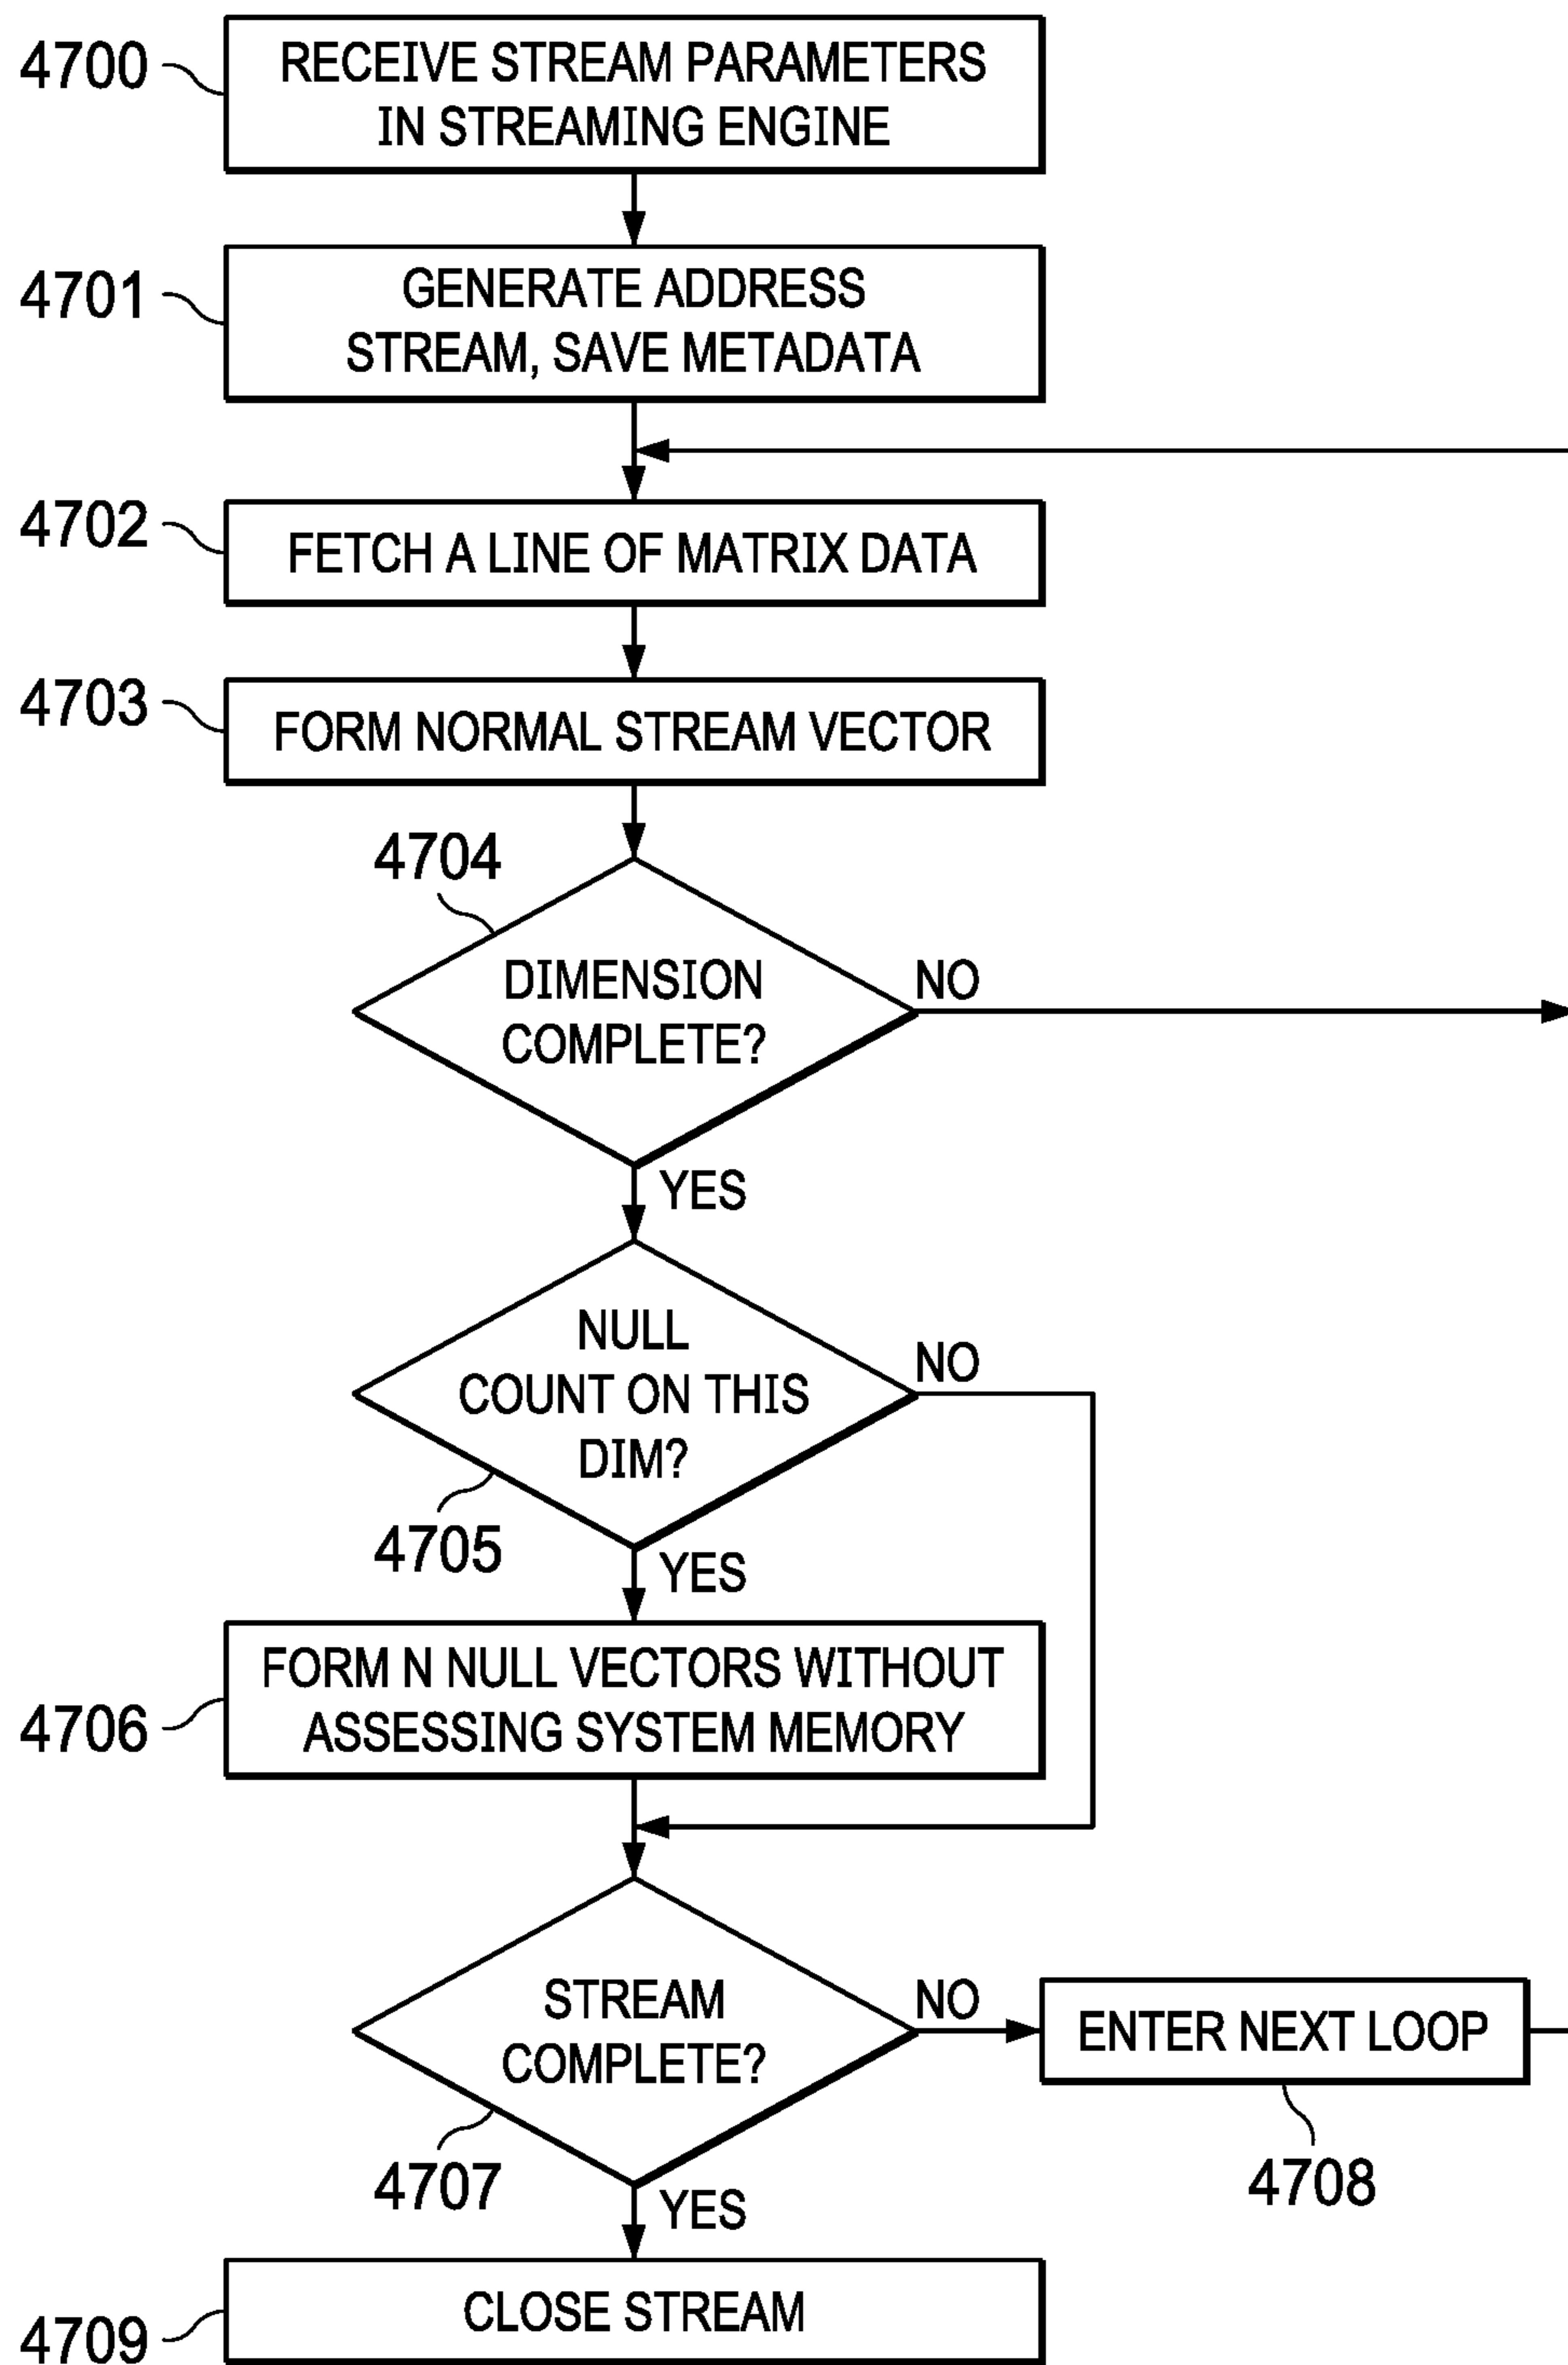 4700
RECEIVE STREAM PARAMETERS
IN STREAMING ENGINE
4701
GENERATE ADDRESS
STREAM, SAVE METADATA
4702
FETCH A LINE OF MATRIX DATA
4703
FORM NORMAL STREAM VECTOR
4704
DIMENSION
COMPLETE?
NO
YES
NULL
COUNT ON THIS
DIM?
NO
4705
YES
4706
FORM N NULL VECTORS WITHOUT
ASSESSING SYSTEM MEMORY
STREAM
COMPLETE?
NO
ENTER NEXT LOOP
4707
4708
YES
4709
CLOSE STREAM